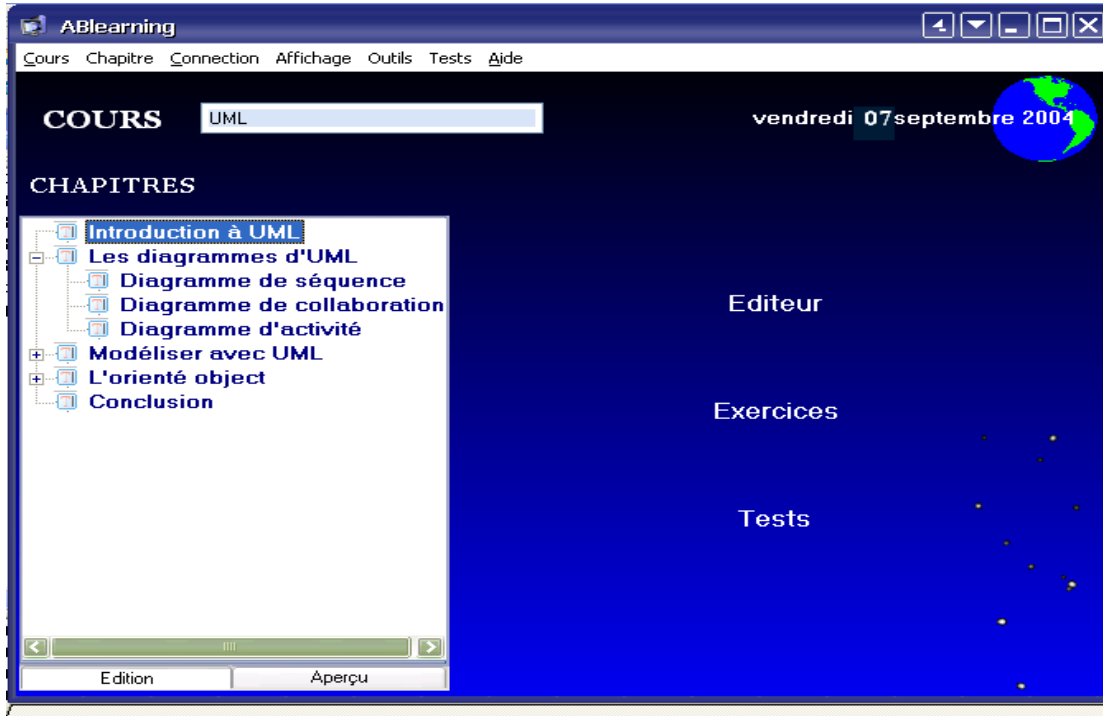 ABlearning
Cours Chapitre Connection Affichage Outils Tests Aide
COURS UML vendredi 07septembre 2004
CHAPITRES
Introduction à UML
Les diagrammes d'UML
Diagramme de séquence
Diagramme de collaboration
Diagramme d'activité
Modéliser avec UML
L'orienté object
Conclusion
Editeur
Exercices
Tests
Edition Aperçu